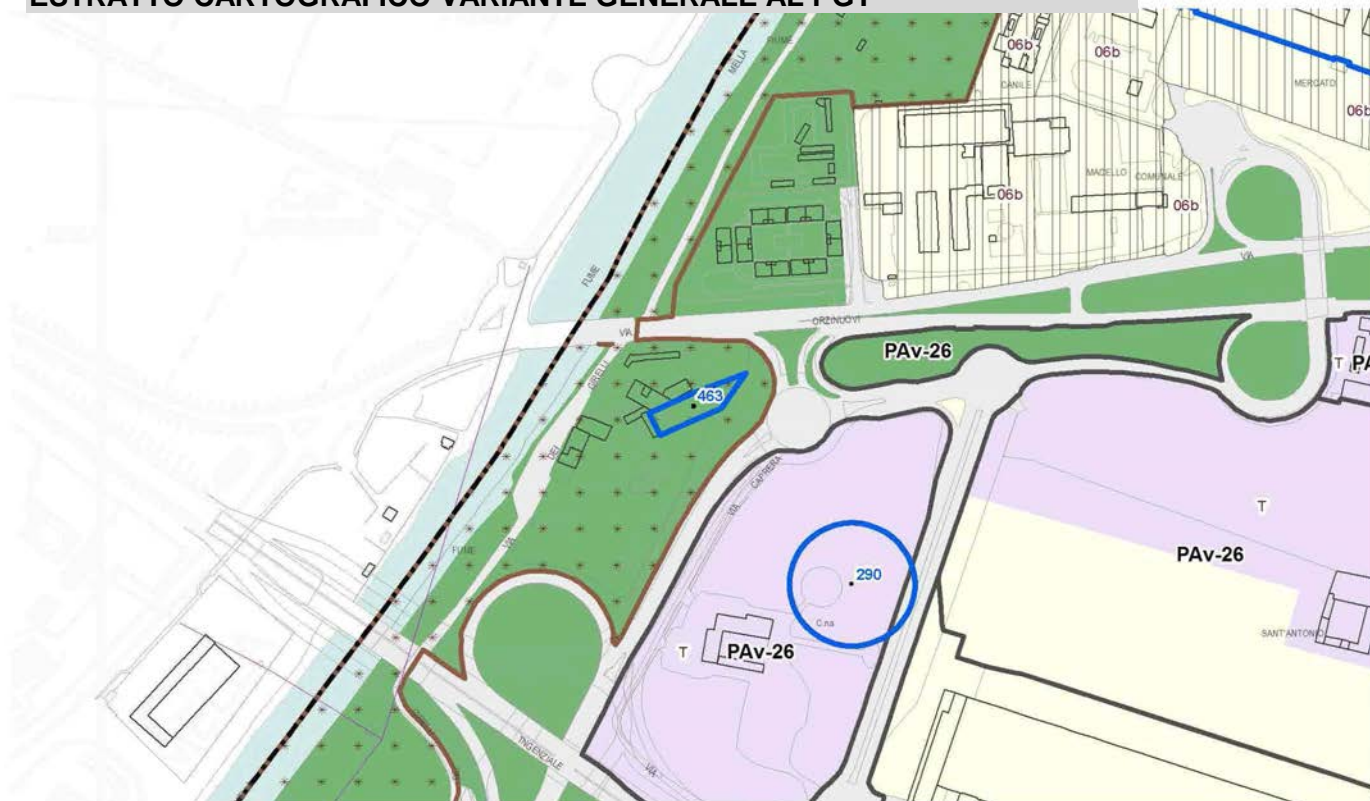 ESTRATTO CARTOGRAFICO VARIANTE GENERALE AL PGT
FIUME
MELLA
06b
06b
CANILE
MERCATO
06b
MACELLO COMUNALE
06b
06b
FIUME
VIA
ORZINUOVI
VIA
PAv-26
T
PA
463
VIA
DEI
GIRELLI
FIUME
VIA CAPRERA
T
PAv-26
290
C.na
SANT'ANTONIO
T
PAv-26
TNGENZIALE
VIA